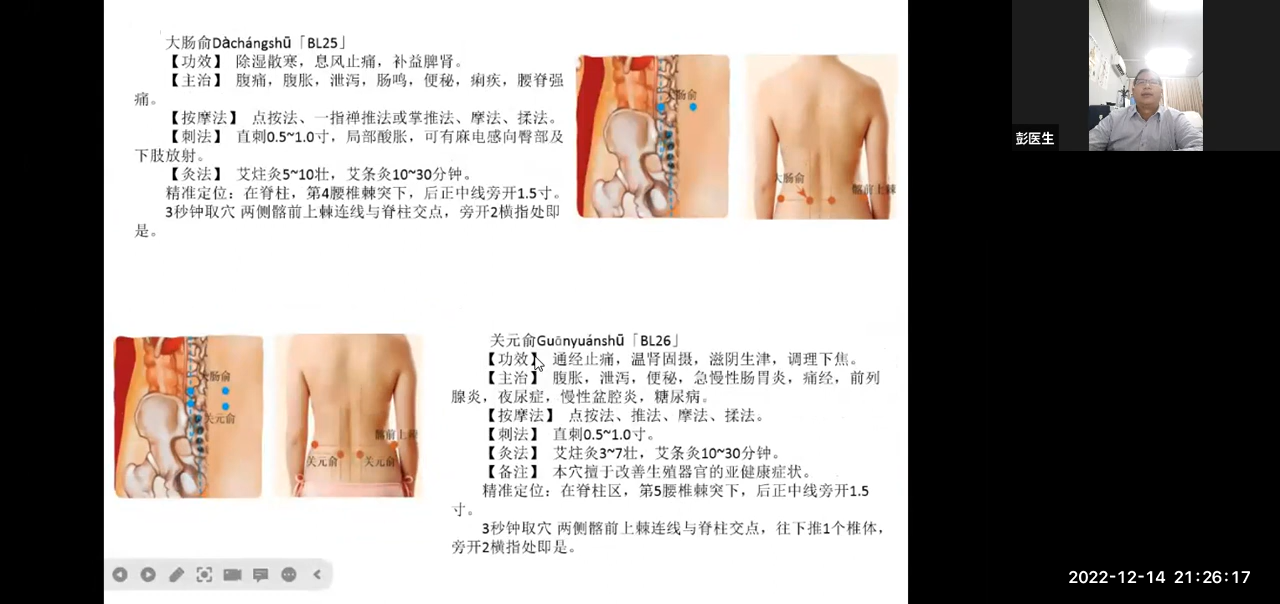 大肠俞Dàchángshū「BL25」
【功效】 除湿散寒，息风止痛，补益脾肾。
【主治】 腹痛，腹胀，泄泻，肠鸣，便秘，痢疾，腰脊强
痛。
【按摩法】 点按法、一指禅推法或掌推法、摩法、揉法。
【刺法】 直刺0.5~1.0寸，局部酸胀，可有麻电感向臀部及
下肢放射。
【灸法】 艾炷灸5~10壮，艾条灸10~30分钟。
精准定位：在脊柱，第4腰椎棘突下，后正中线旁开1.5寸。
3秒钟取穴 两侧髂前上棘连线与脊柱交点，旁开2横指处即
是。
大肠俞
大肠俞
髂前上棘
彭医生
大肠俞
关元俞
髂前上棘
关元俞
关元俞
关元俞Guānyuánshū「BL26」
【功效】 通经止痛，温肾固摄，滋阴生津，调理下焦。
【主治】 腹胀，泄泻，便秘，急慢性肠胃炎，痛经，前列
腺炎，夜尿症，慢性盆腔炎，糖尿病。
【按摩法】 点按法、推法、摩法、揉法。
【刺法】 直刺0.5~1.0寸。
【灸法】 艾炷灸3~7壮，艾条灸10~30分钟。
【备注】 本穴擅于改善生殖器官的亚健康症状。
精准定位：在脊柱区，第5腰椎棘突下，后正中线旁开1.5
寸。
3秒钟取穴 两侧髂前上棘连线与脊柱交点，往下推1个椎体，
旁开2横指处即是。
2022-12-14 21:26:17